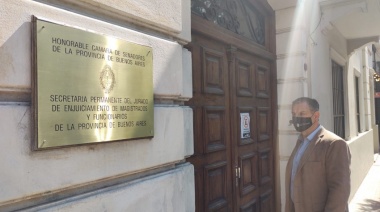 HONORABLE CAMARA DE SENADORES
DE LA PROVINCIA DE BUENOS AIRES
SECRETARIA PERMANENTE DEL JURADO
DE ENJUICIAMIENTO DE MAGISTRADOS
Y FUNCIONARIOS
DE LA PROVINCIA DE BUENOS AIRES